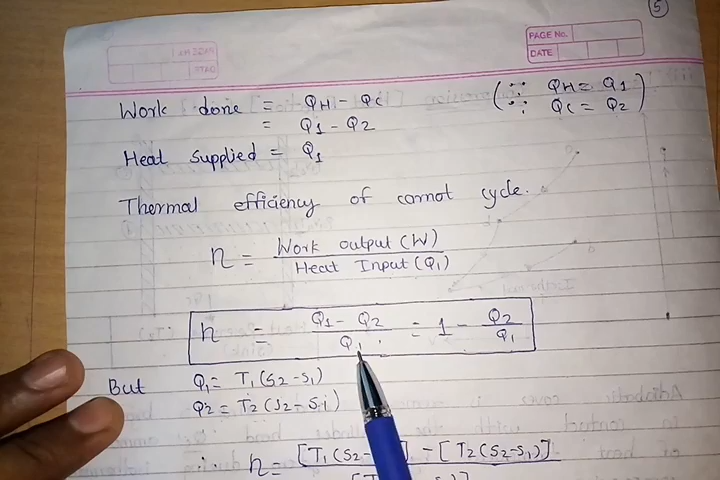 5
PAGE No.
DATE
Work done = QH - QC (∵ QH = Q1
= Q1 - Q2 ∵ QC = Q2)
Heat Supplied = Q1
Thermal efficiency of carnot cycle.
η = Work output (W) / Heat Input (Q1)
η = Q1 - Q2 / Q1 = 1 - Q2 / Q1
But Q1 = T1 (S2 - S1)
Q2 = T2 (S2 - S1)
∴ η = [T1 (S2 - ] - [T2 (S2 - S1)]